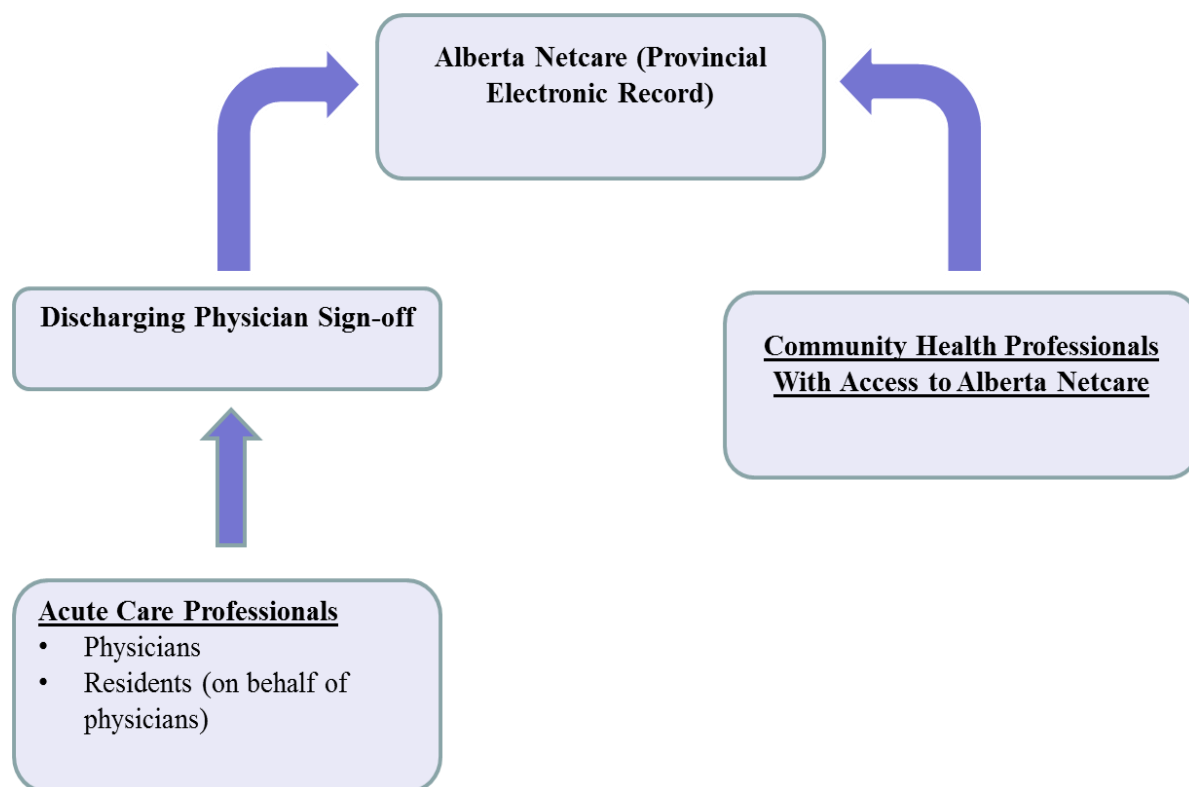 Alberta Netcare (Provincial
Electronic Record)
Discharging Physician Sign-off
Community Health Professionals
With Access to Alberta Netcare
Acute Care Professionals
• Physicians
• Residents (on behalf of
physicians)